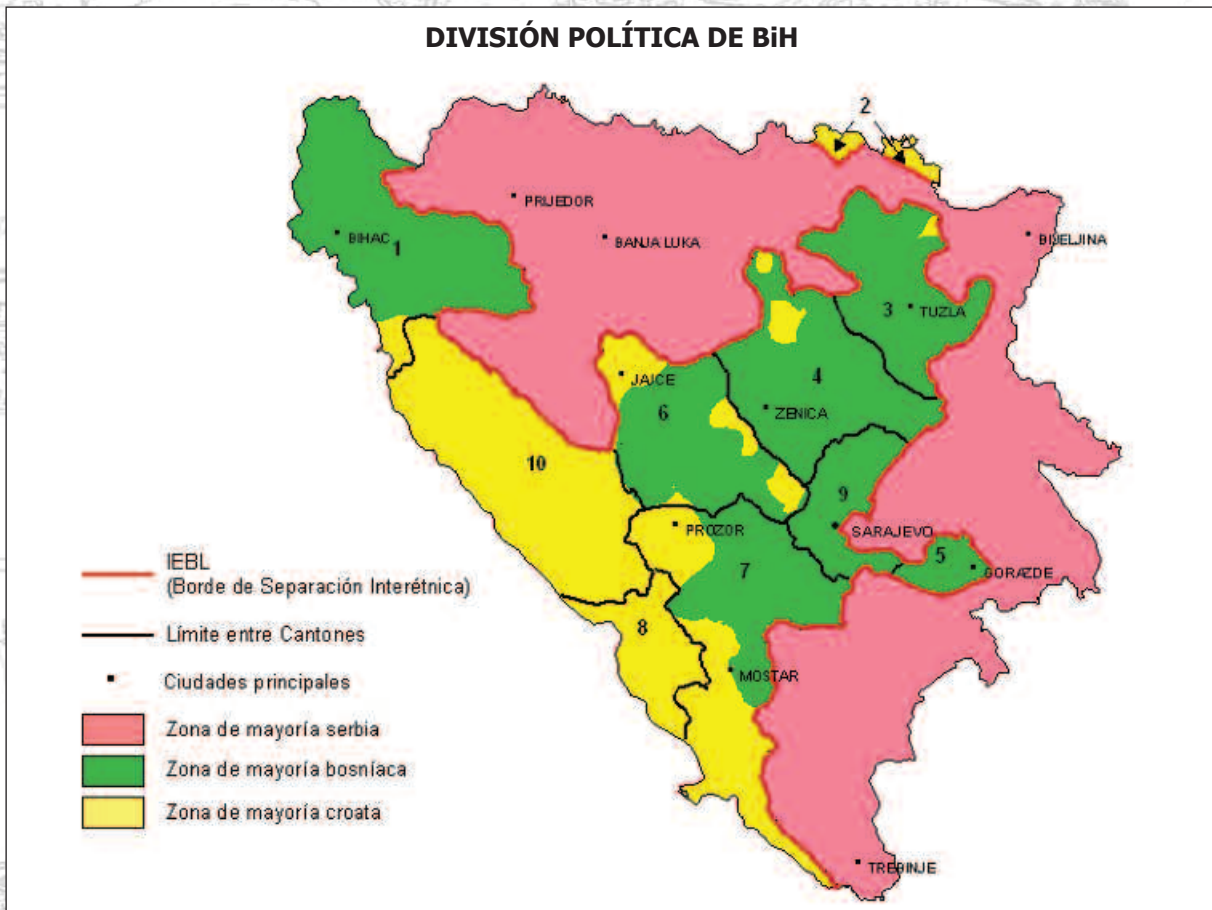 DIVISIÓN POLÍTICA DE BiH
2
PRIJEDOR
BIHAC
1
BANJA LUKA
BIJELJINA
3
TUZLA
JAJCE
4
6
ZENICA
10
9
PROZOR
SARAJEVO
5
GORAZDE
7
8
MOSTAR
TREBINJE
IEBL
(Borde de Separación Interétnica)
Límite entre Cantones
Ciudades principales
Zona de mayoría serbia
Zona de mayoría bosníaca
Zona de mayoría croata